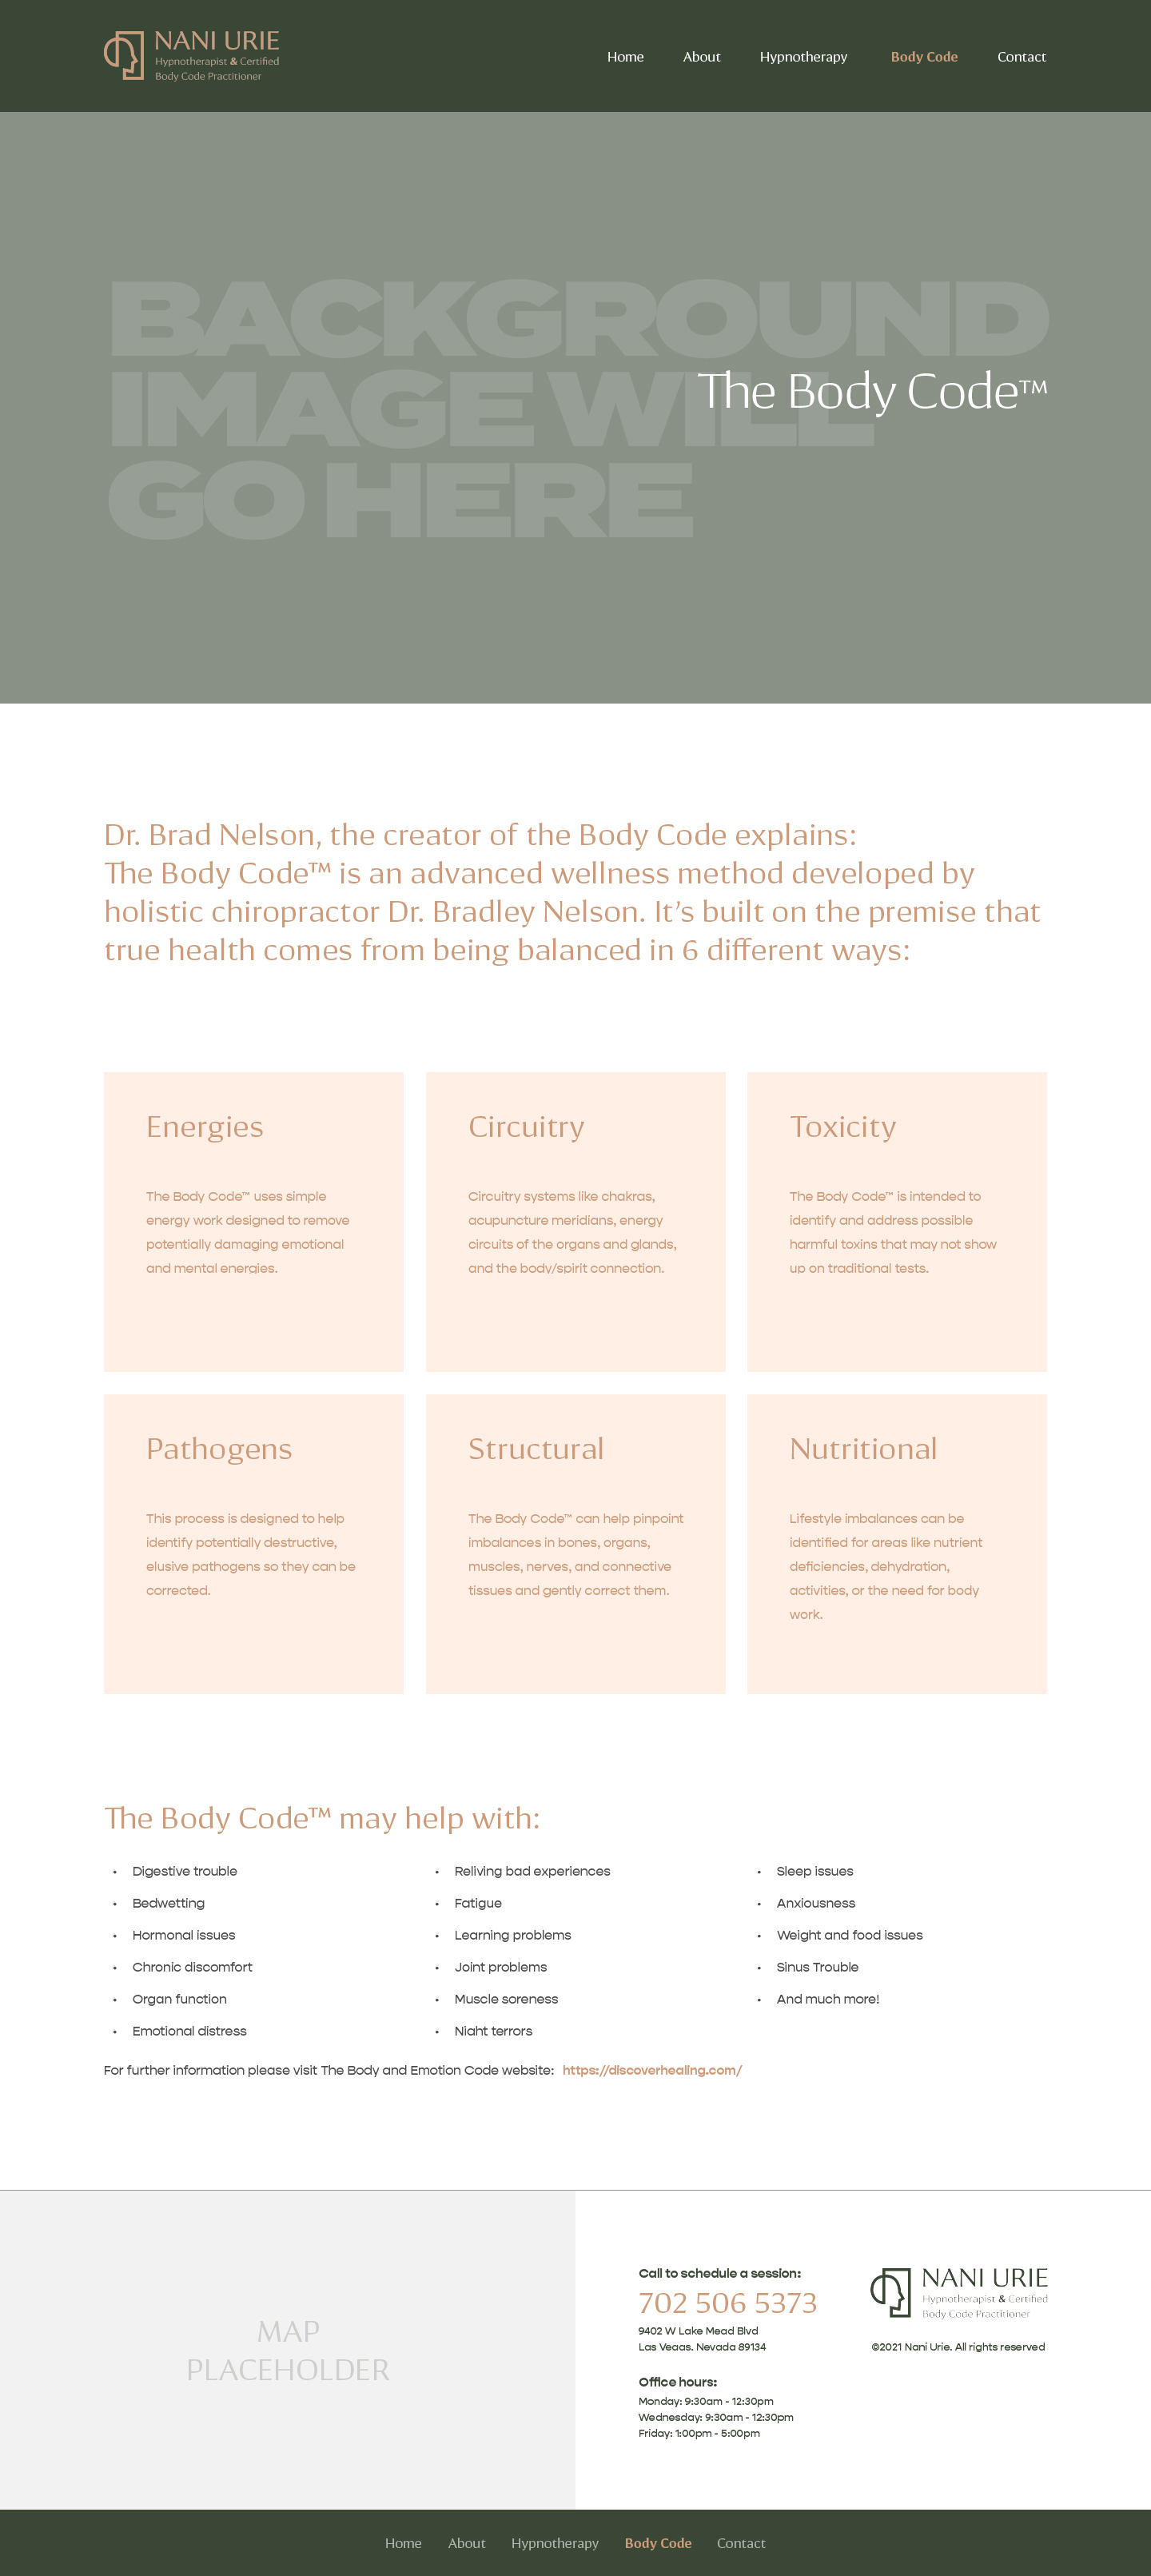 NANI URIE
Hypnotherapist & Certified
Body Code Practitioner
Home About Hypnotherapy Body Code Contact
BACKGROUND
IMAGE WILL
GO HERE
The Body Code™
Dr. Brad Nelson, the creator of the Body Code explains:
The Body Code™ is an advanced wellness method developed by
holistic chiropractor Dr. Bradley Nelson. It’s built on the premise that
true health comes from being balanced in 6 different ways:
Energies
The Body Code™ uses simple
energy work designed to remove
potentially damaging emotional
and mental energies.
Circuitry
Circuitry systems like chakras,
acupuncture meridians, energy
circuits of the organs and glands,
and the body/spirit connection.
Toxicity
The Body Code™ is intended to
identify and address possible
harmful toxins that may not show
up on traditional tests.
Pathogens
This process is designed to help
identify potentially destructive,
elusive pathogens so they can be
corrected.
Structural
The Body Code™ can help pinpoint
imbalances in bones, organs,
muscles, nerves, and connective
tissues and gently correct them.
Nutritional
Lifestyle imbalances can be
identified for areas like nutrient
deficiencies, dehydration,
activities, or the need for body
work.
The Body Code™ may help with:
• Digestive trouble
• Bedwetting
• Hormonal issues
• Chronic discomfort
• Organ function
• Emotional distress
• Reliving bad experiences
• Fatigue
• Learning problems
• Joint problems
• Muscle soreness
• Night terrors
• Sleep issues
• Anxiousness
• Weight and food issues
• Sinus Trouble
• And much more!
For further information please visit The Body and Emotion Code website: https://discoverhealing.com/
MAP
PLACEHOLDER
Call to schedule a session:
702 506 5373
9402 W Lake Mead Blvd
Las Vegas, Nevada 89134
Office hours:
Monday: 9:30am - 12:30pm
Wednesday: 9:30am - 12:30pm
Friday: 1:00pm - 5:00pm
NANI URIE
Hypnotherapist & Certified
Body Code Practitioner
©2021 Nani Urie. All rights reserved
Home About Hypnotherapy Body Code Contact